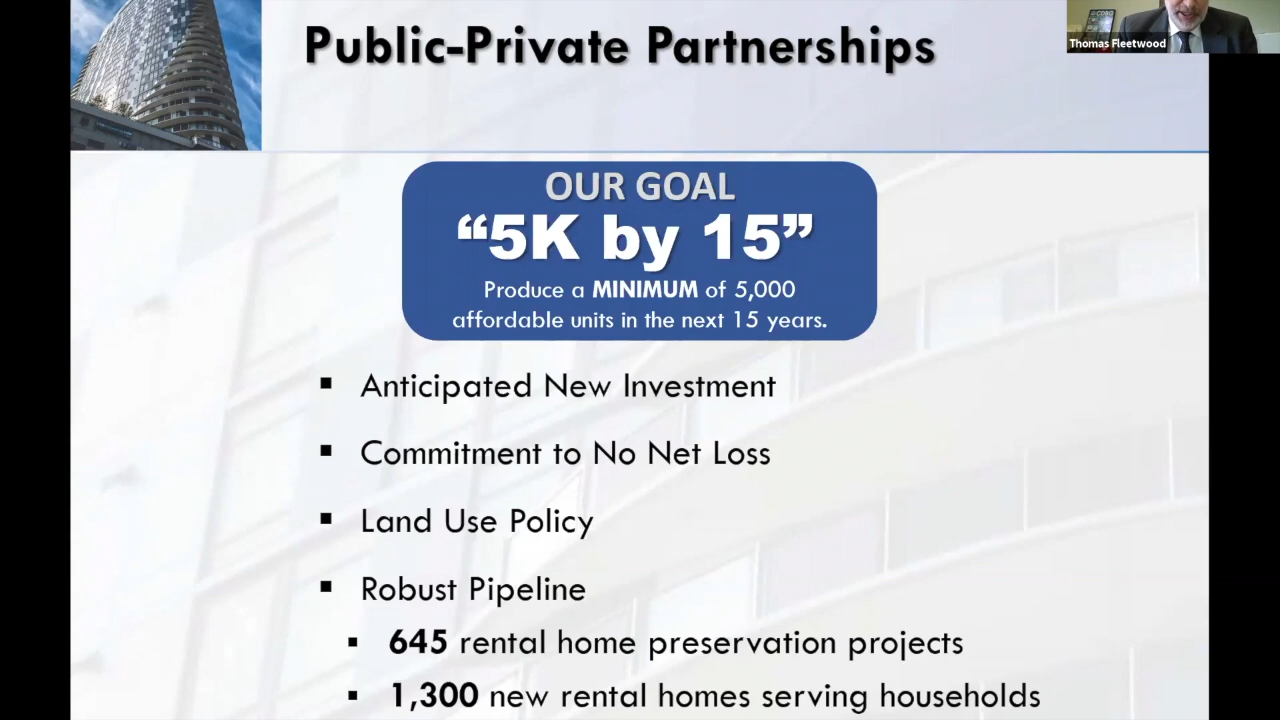 Public-Private Partnerships
Thomas Fleetwood
OUR GOAL
“5K by 15”
Produce a MINIMUM of 5,000
affordable units in the next 15 years.
▪ Anticipated New Investment
▪ Commitment to No Net Loss
▪ Land Use Policy
▪ Robust Pipeline
▪ 645 rental home preservation projects
▪ 1,300 new rental homes serving households